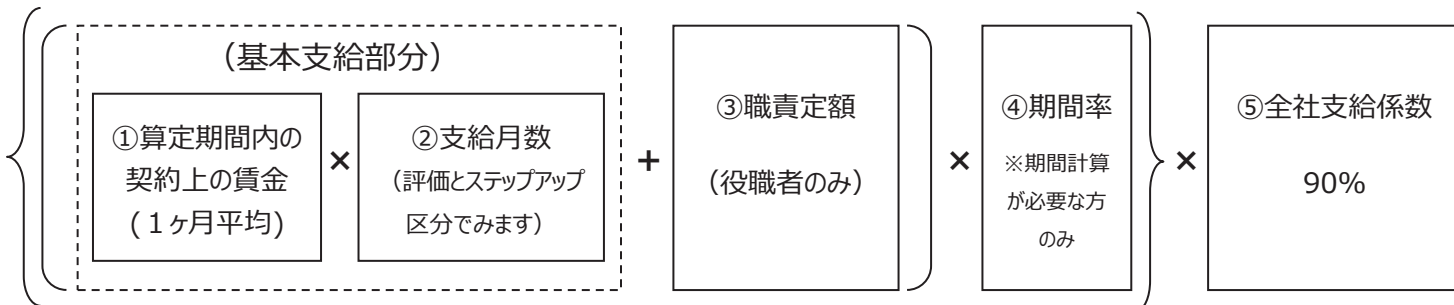 （基本支給部分）
①算定期間内の
契約上の賃金
(１ヶ月平均)
×
②支給月数
（評価とステップアップ
区分でみます）
+
③職責定額
（役職者のみ）
×
④期間率
※期間計算
が必要な方
のみ
×
⑤全社支給係数
90%